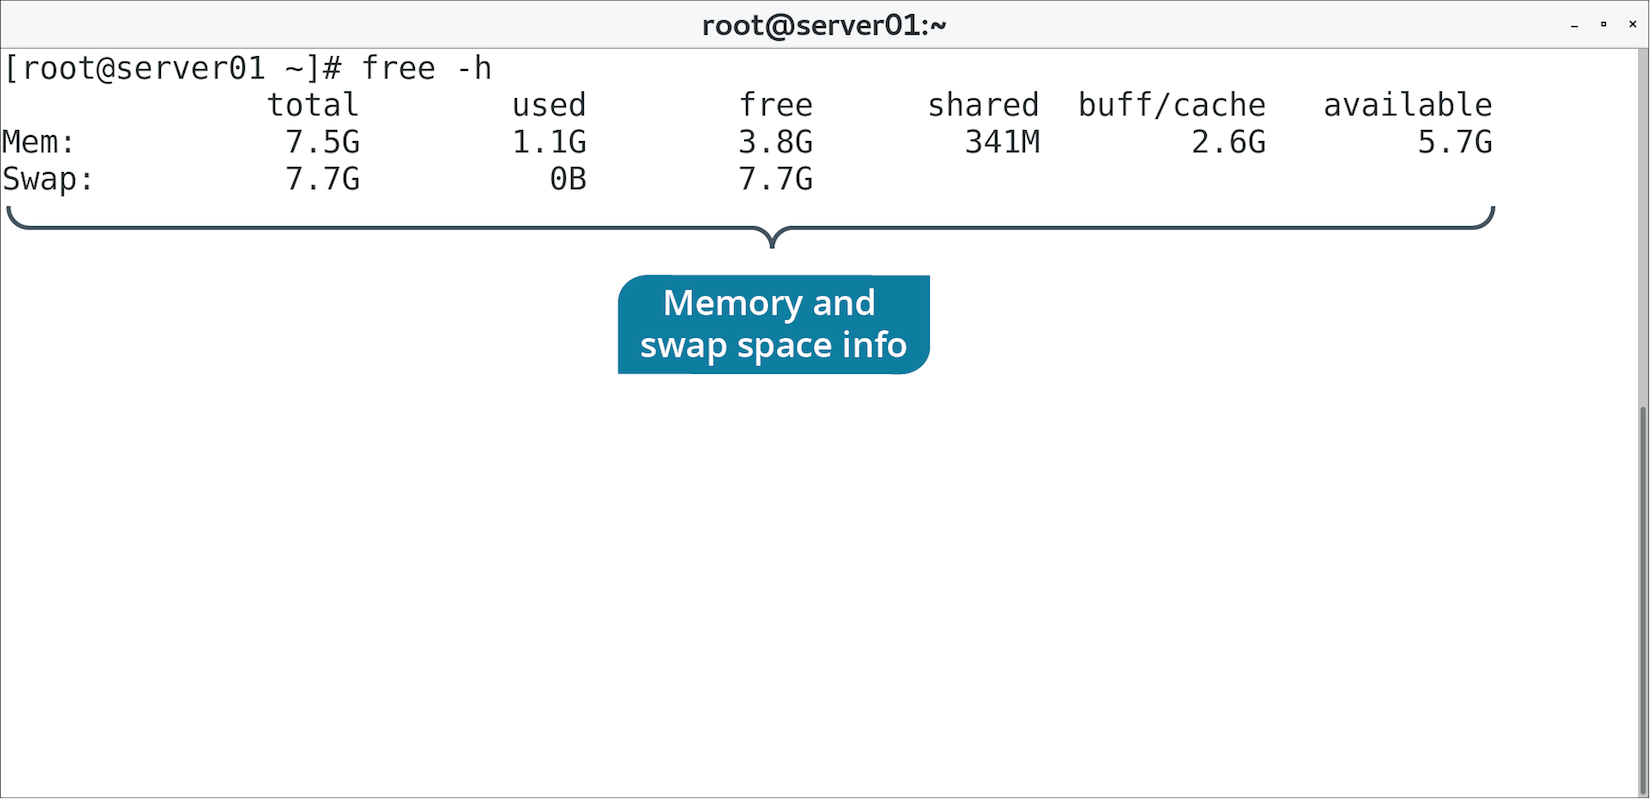 root@server01:~
[root@server01 ~]# free -h
              total        used        free      shared  buff/cache   available
Mem:           7.5G        1.1G        3.8G        341M        2.6G        5.7G
Swap:          7.7G          0B        7.7G
Memory and
swap space info